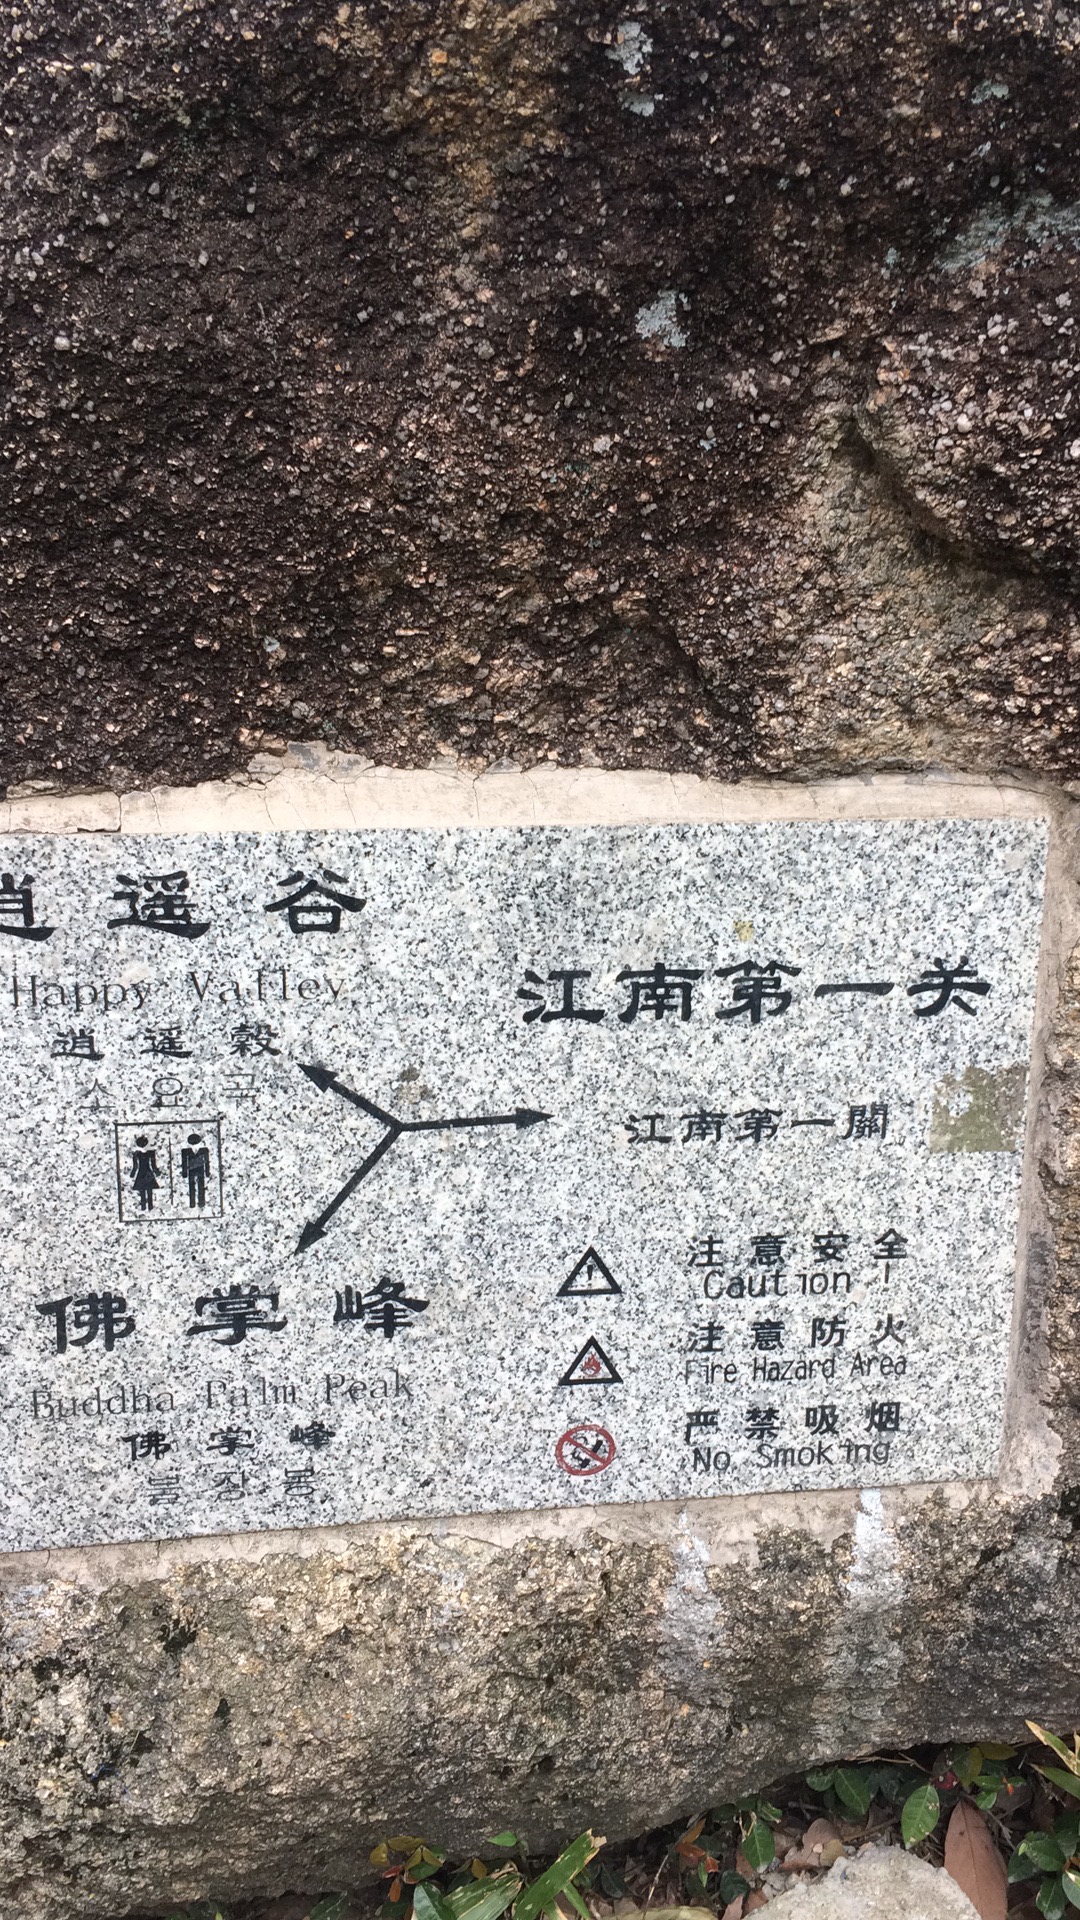 逍遥谷
Happy Valley
逍遥穀
소요곡
佛掌峰
Buddha Palm Peak
佛掌峰
불장봉
江南第一关
江南第一關
注意安全
Caution !
注意防火
Fire Hazard Area
严禁吸烟
No Smoking